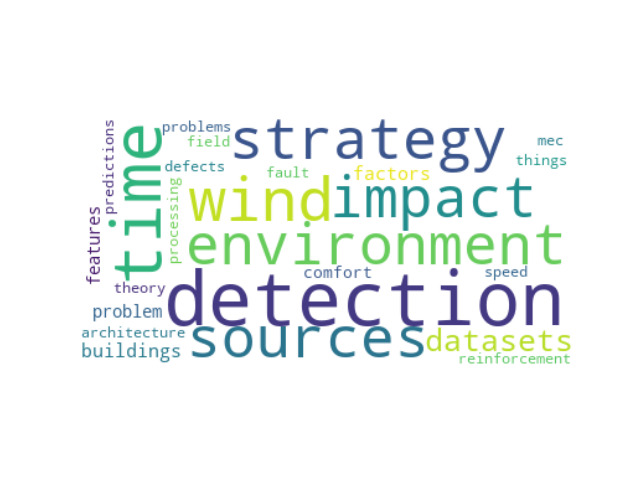 problems
strategy
field
mec
things
predictions
time
defects
processing
fault
factors
wind
impact
features
environment
theory
comfort
speed
detection
problem
architecture
sources
datasets
buildings
reinforcement